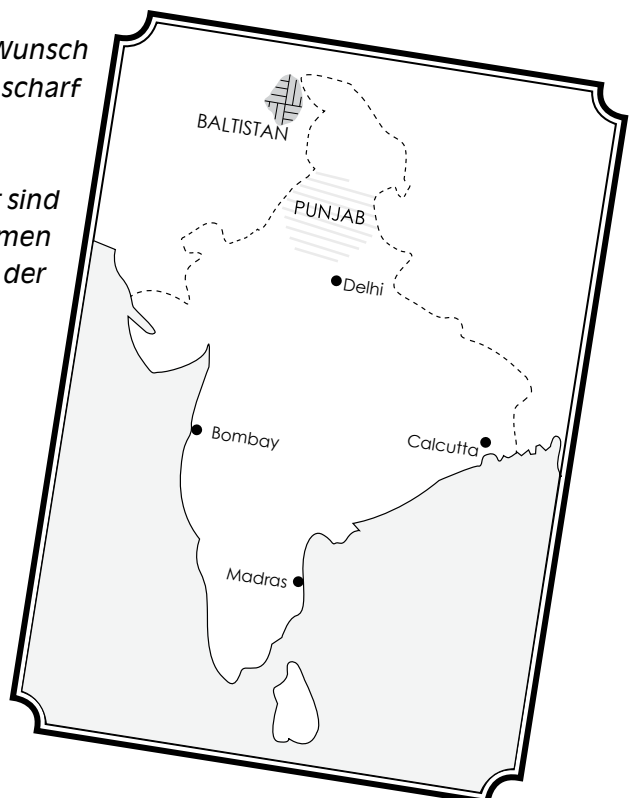 Wunsch
scharf
sind
men
der
BALTISTAN
PUNJAB
Delhi
Bombay
Calcutta
Madras